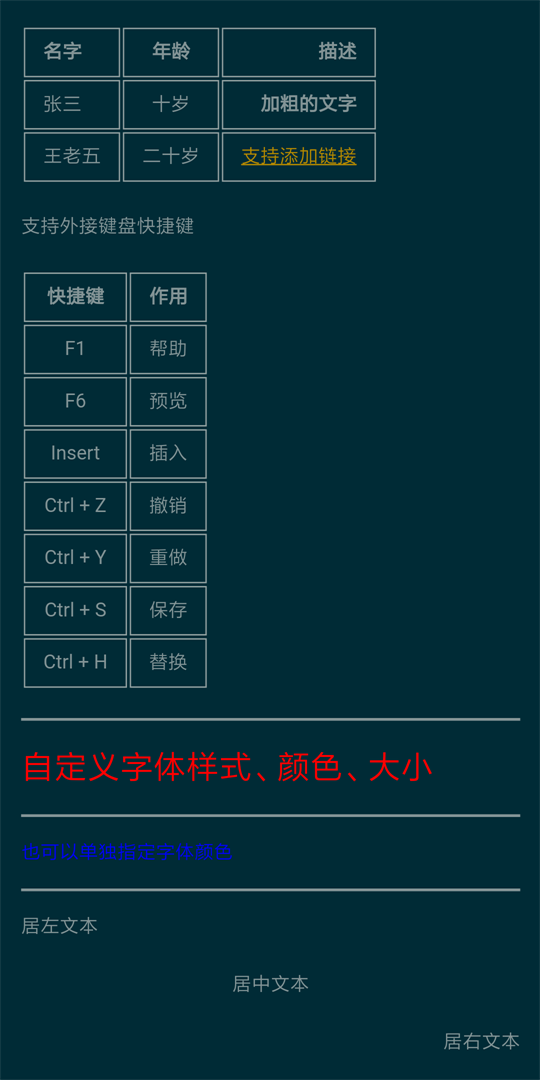 名字 年龄 描述
张三 十岁 加粗的文字
王老五 二十岁 支持添加链接
支持外接键盘快捷键
快捷键 作用
F1 帮助
F6 预览
Insert 插入
Ctrl + Z 撤销
Ctrl + Y 重做
Ctrl + S 保存
Ctrl + H 替换
自定义字体样式、颜色、大小
也可以单独指定字体颜色
居左文本
居中文本
居右文本